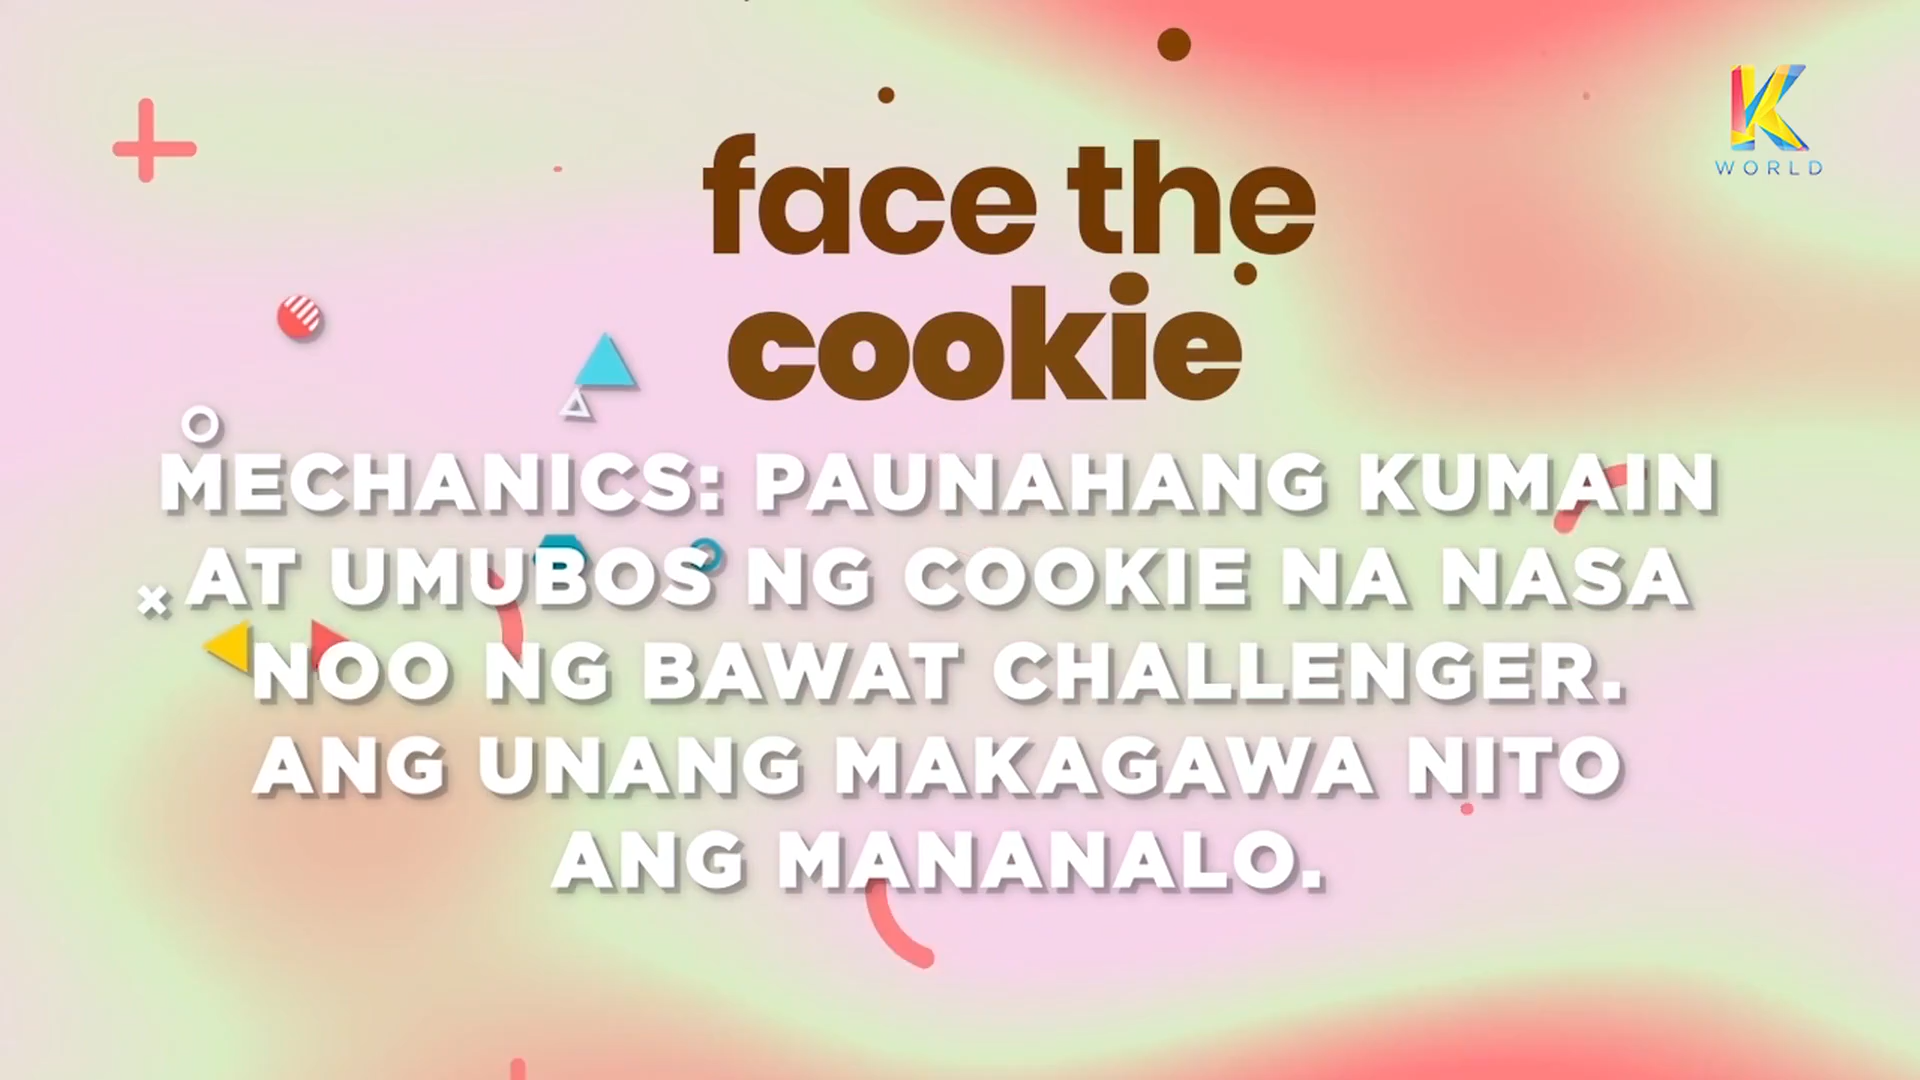 face the
cookie
K
WORLD
MECHANICS: PAUNAHANG KUMAIN
AT UMUBOS NG COOKIE NA NASA
NOO NG BAWAT CHALLENGER.
ANG UNANG MAKAGAWA NITO
ANG MANANALO.